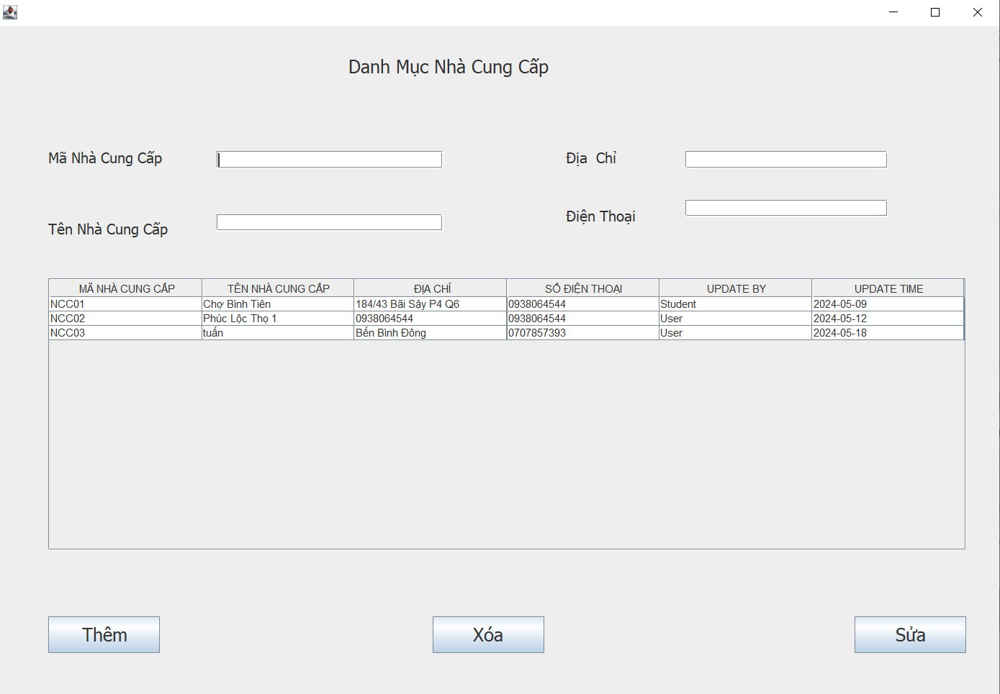 Danh Mục Nhà Cung Cấp
Mã Nhà Cung Cấp
Địa Chỉ
Tên Nhà Cung Cấp
Điện Thoại
MÃ NHÀ CUNG CẤP TÊN NHÀ CUNG CẤP ĐỊA CHỈ SỐ ĐIỆN THOẠI UPDATE BY UPDATE TIME
NCC01 Chợ Bình Tiên 184/43 Bãi Sậy P4 Q6 0938064544 Student 2024-05-09
NCC02 Phúc Lộc Thọ 1 0938064544 0938064544 User 2024-05-12
NCC03 tuấn Bến Bình Đông 0707857393 User 2024-05-18
Thêm Xóa Sửa